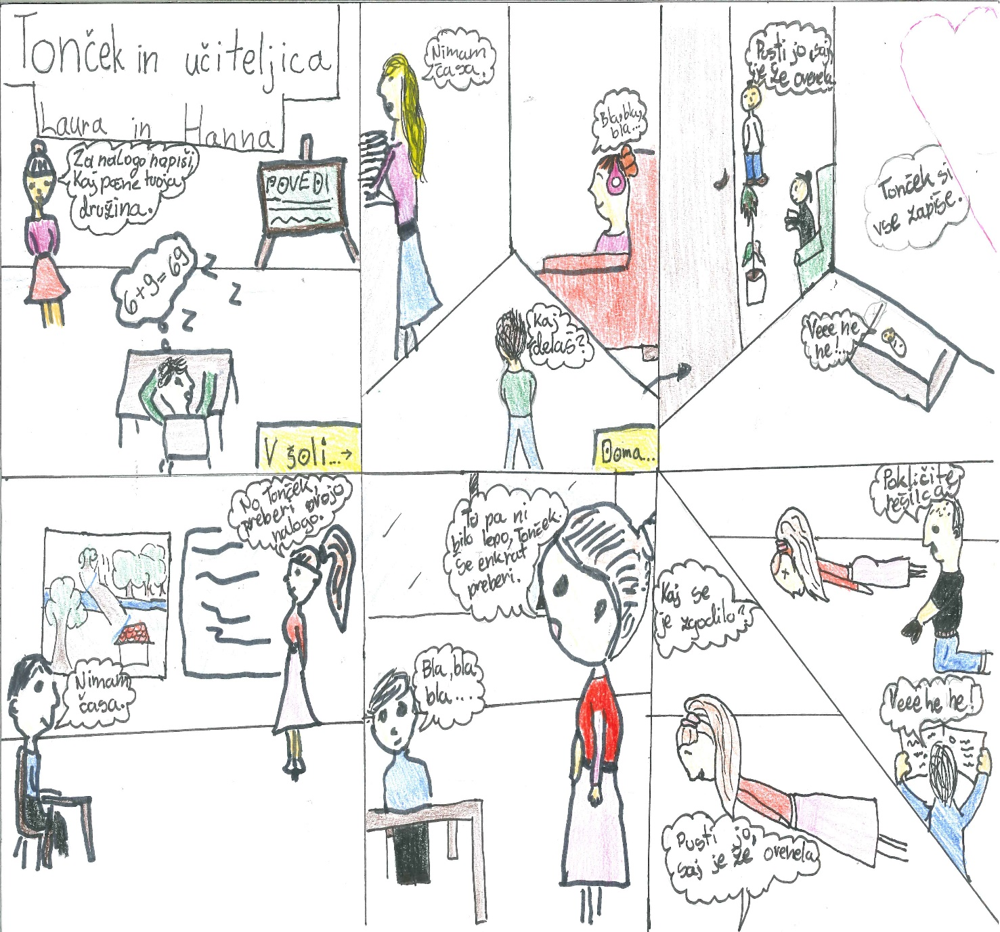 Tonček in učiteljica
Laura in Hanna
Za nalogo napiši,
kaj počne tvoja
družina.
POVEDI
6+9=69
Z
Z
Z
V šoli...→
Nimam
časa.
Bla, bla,
bla...
Kaj
delaš?
Doma...
Pusti jo, saj
je že ovenela.
Tonček si
vse zapiše.
Veee he
he!...
No Tonček,
preberi svojo
nalogo.
Nimam
časa.
To pa ni
bilo lepo, Tonček.
Še enkrat
preberi.
Bla, bla
bla....
Pokličite
rešilca
Kaj se
je zgodilo?
Veeé he he!
Pusti jo,
saj je že ovenela